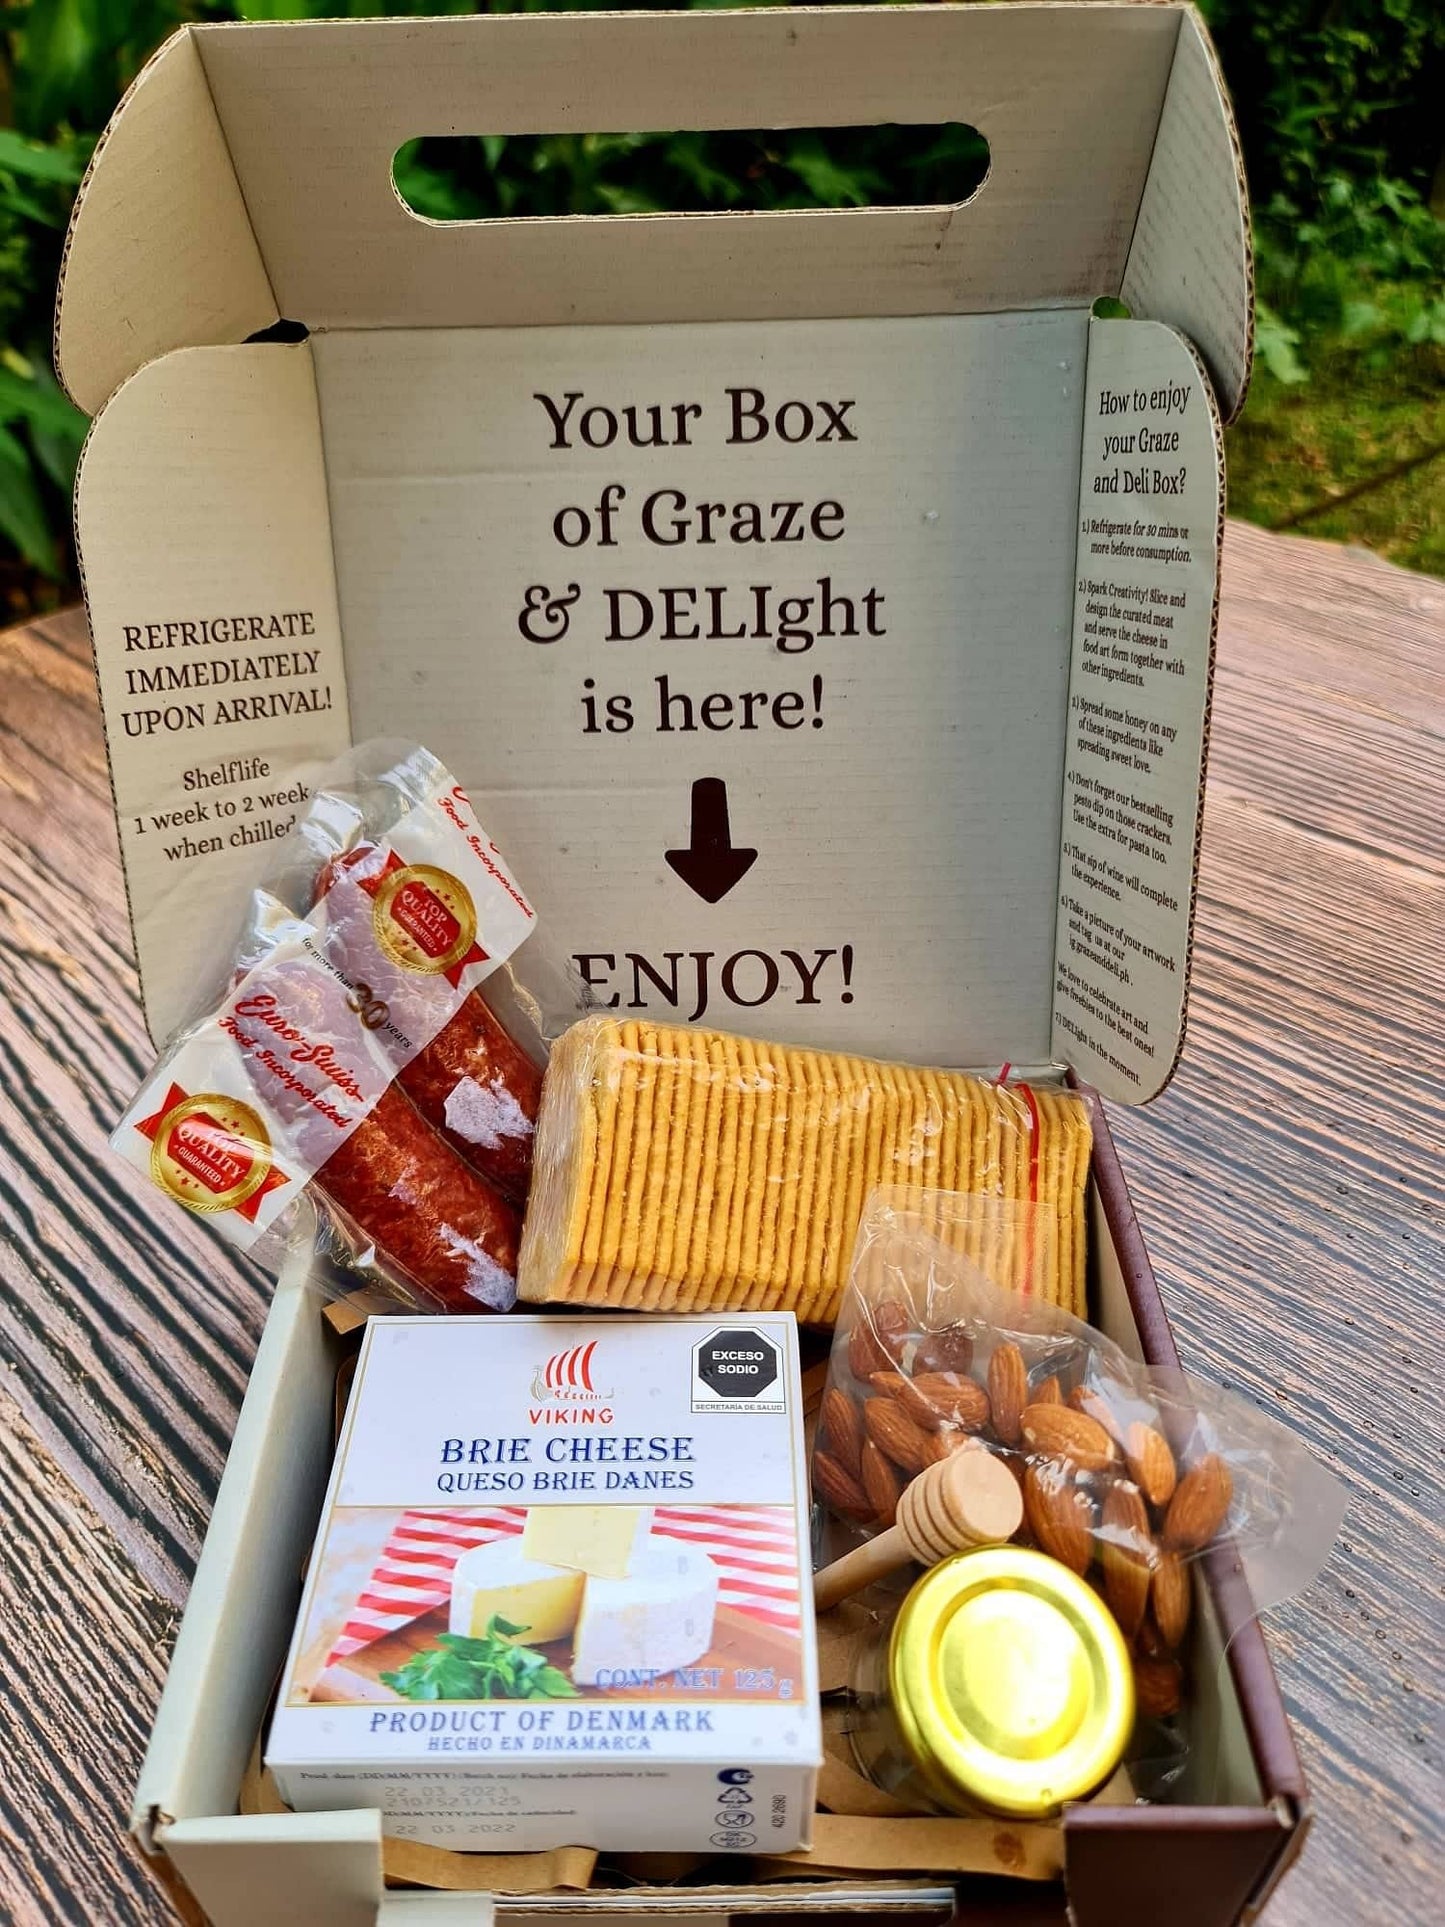 Your Box
of Graze
& DELIght
is here!
ENJOY!
REFRIGERATE
IMMEDIATELY
UPON ARRIVAL!
Shelflife
1 week to 2 week
when chilled
How to enjoy
your Graze
and Deli Box?
1.) Refrigerate for 30 mins or
more before consumption.
2.) Spark Creativity! Slice and
design the curated meat
and serve the cheese in
food art form together with
other ingredients.
3.) Spread some honey on any
of these ingredients like
spreading sweet love.
4.) Don't forget our bestselling
pesto dip on those crackers.
Use the extra for pasta too.
5.) That sip of wine will complete
the experience.
6.) Take a picture of your artwork
and tag us at our
ig grazeanddeli.ph .
We love to celebrate art and
give freebies to the best ones!
7.) DELIght in the moment.
Food Incorporated
TOP
QUALITY
GUARANTEED
for more than
30 years
Euro-Swiss
Food Incorporated
QUALITY
GUARANTEED
EXCESO
SODIO
SECRETARÍA DE SALUD
VIKING
BRIE CHEESE
QUESO BRIE DANES
CONT. NET 125 g
PRODUCT OF DENMARK
HECHO EN DINAMARCA
22 03 2021
210/521/125
22 03 2022